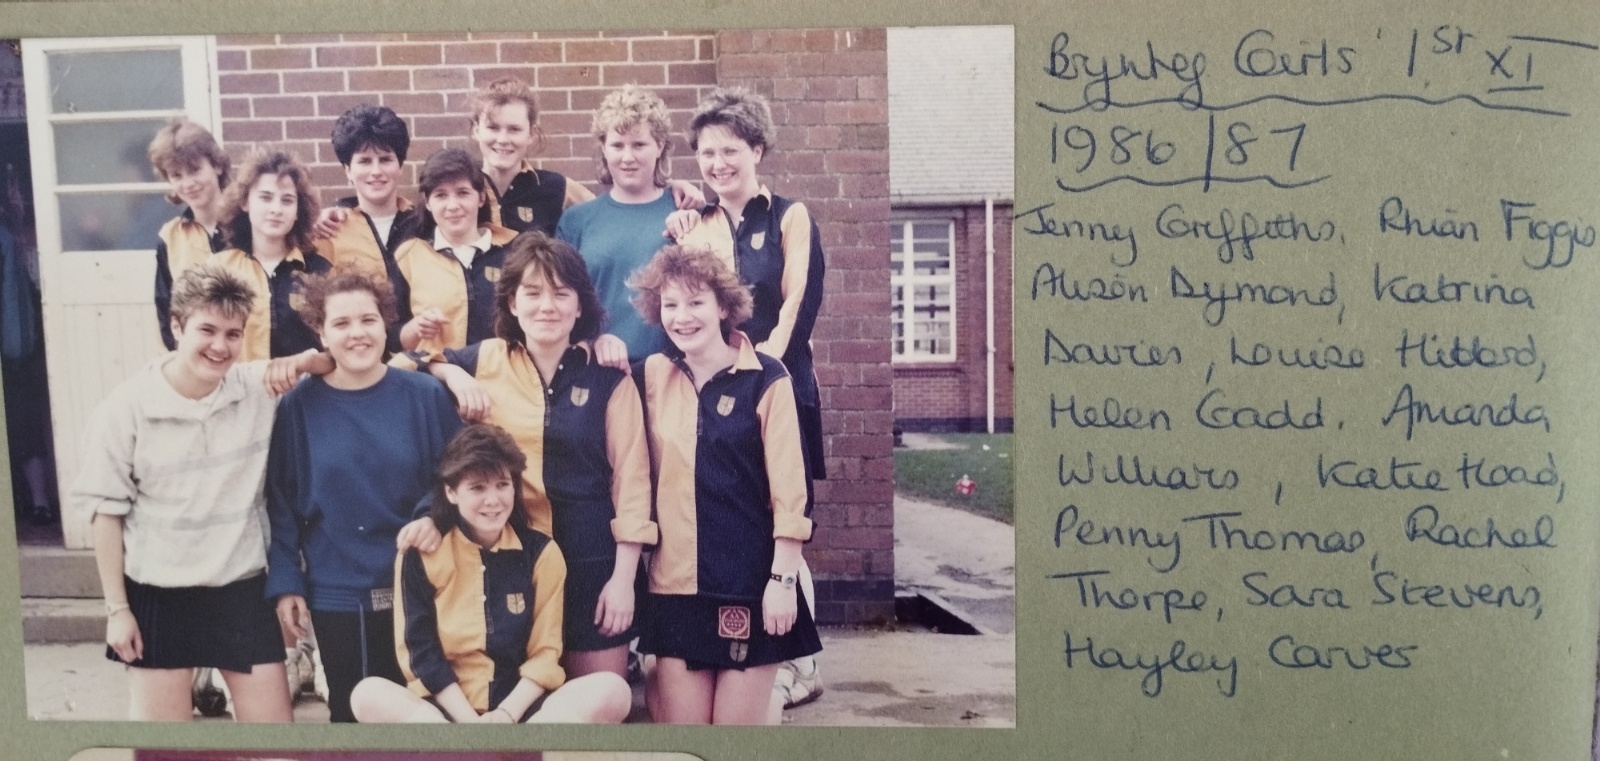 Brynteg Girls' 1st XI
1986/87
Jenny Griffiths, Rhian Figgis
Alison Dymond, Katrina
Davies, Louise Hibbard,
Helen Gadd, Amanda
Williams, Katie Hoad,
Penny Thomas, Rachel
Thorpe, Sara Stevens,
Hayley Carver